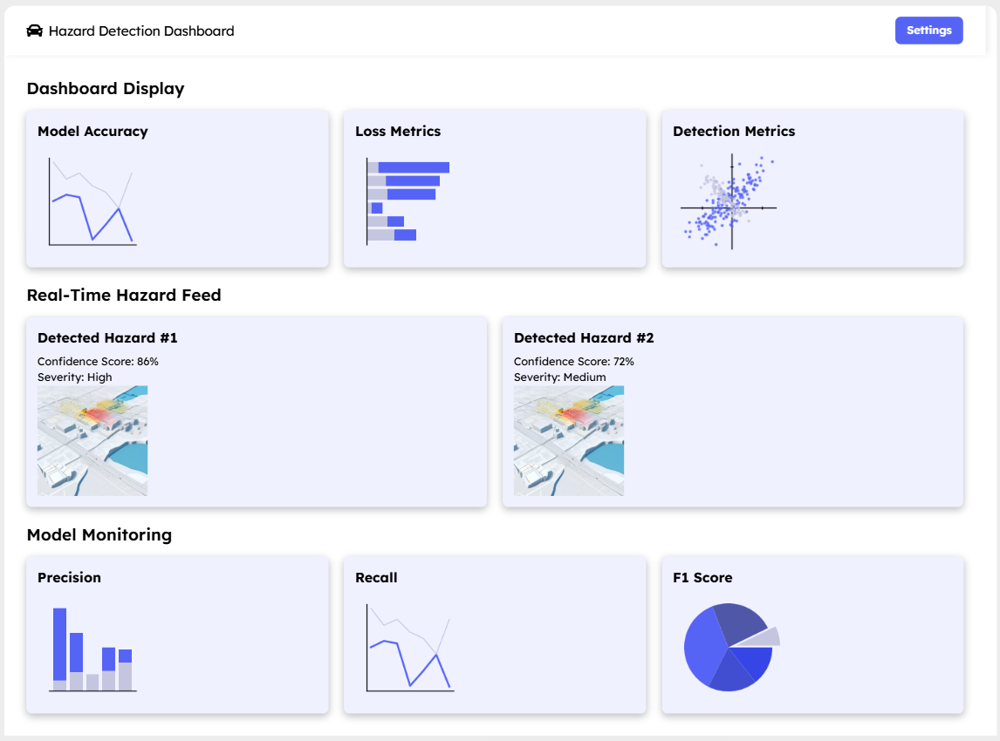 Hazard Detection Dashboard
Settings
Dashboard Display
Model Accuracy
Loss Metrics
Detection Metrics
Real-Time Hazard Feed
Detected Hazard #1
Confidence Score: 86%
Severity: High
Detected Hazard #2
Confidence Score: 72%
Severity: Medium
Model Monitoring
Precision
Recall
F1 Score